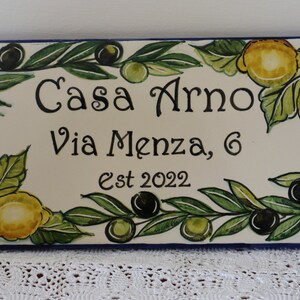 Casa Arno
Via Menza, 6
Est 2022